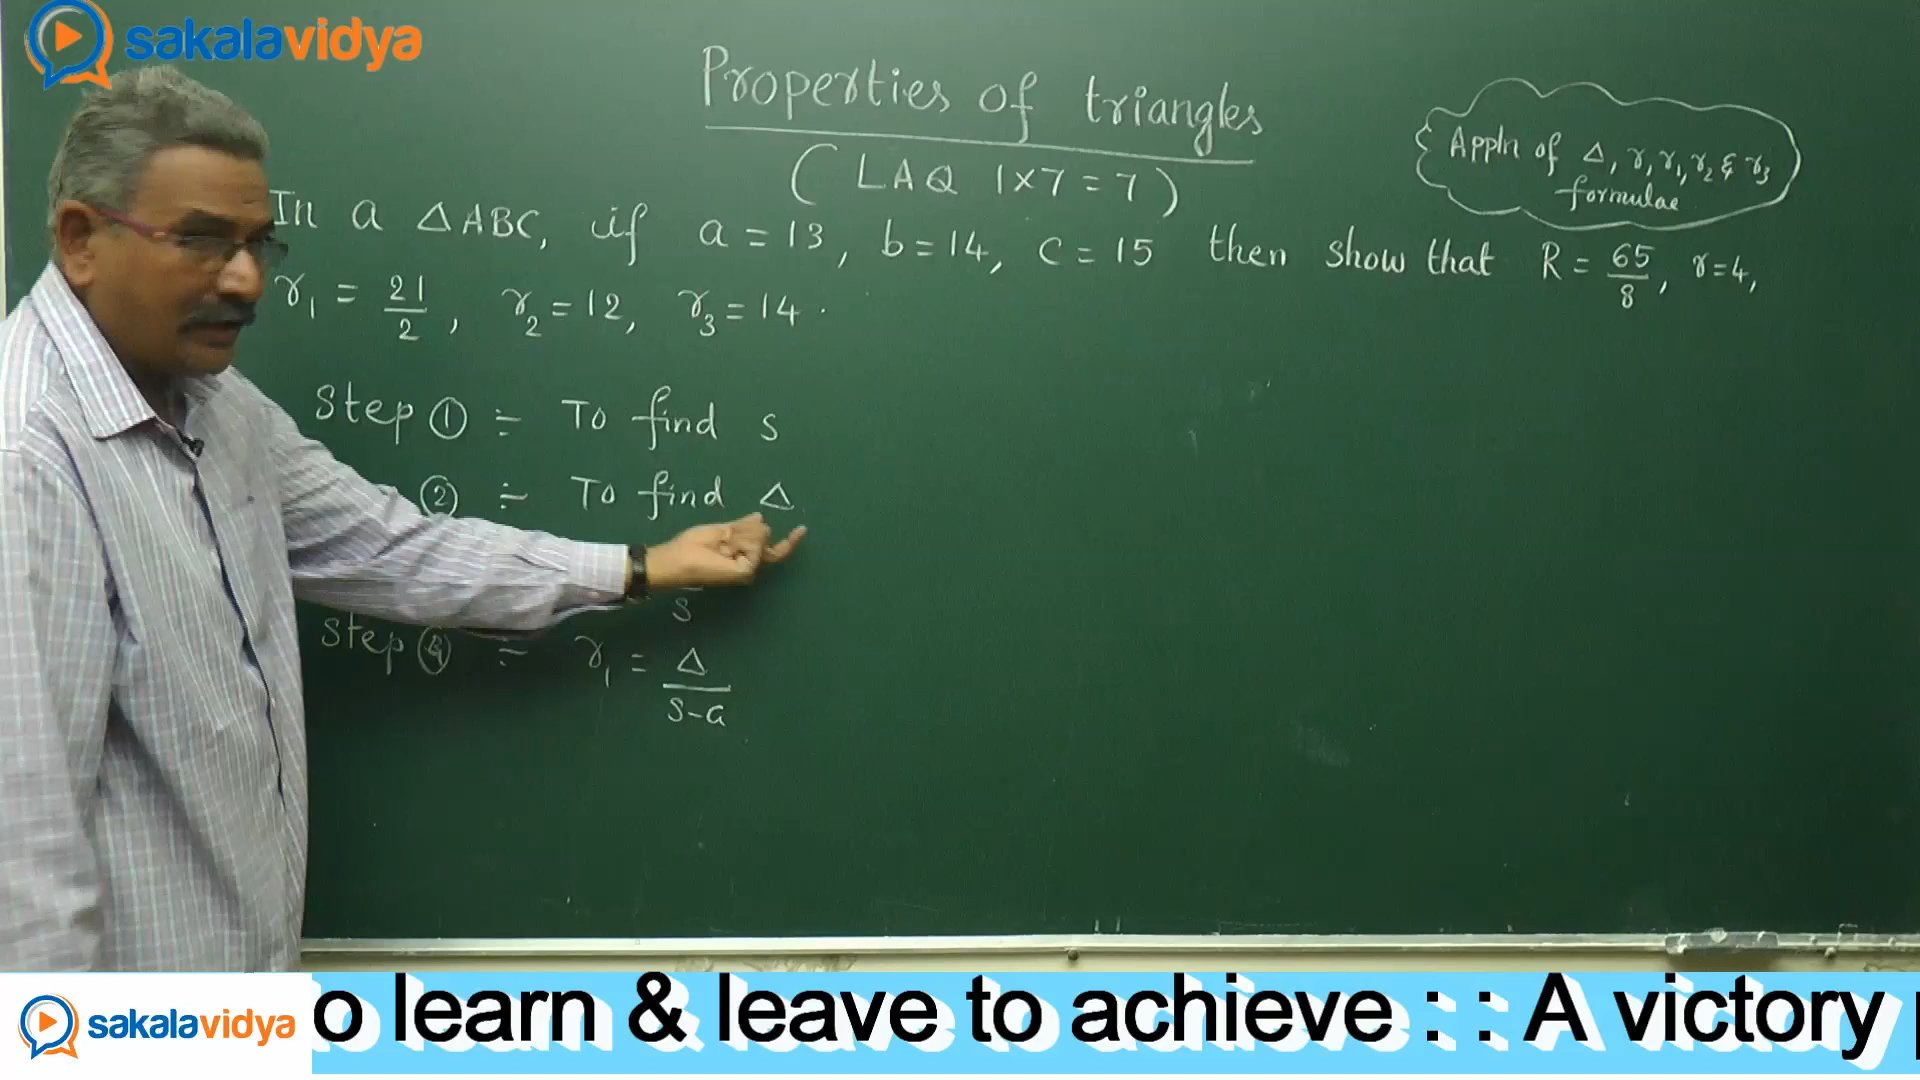 sakalavidya
Properties of triangles
(LAQ 1×7=7)
Appln of Δ, r, r1, r2 & r3
formulae
In a ΔABC, if a = 13, b = 14, c = 15 then show that R = 65/8, r = 4,
r1 = 21/2, r2 = 12, r3 = 14.
Step ① :- To find s
② :- To find Δ
s
Step ④ :- r1 = Δ/s-a
sakalavidya
o learn & leave to achieve : : A victory